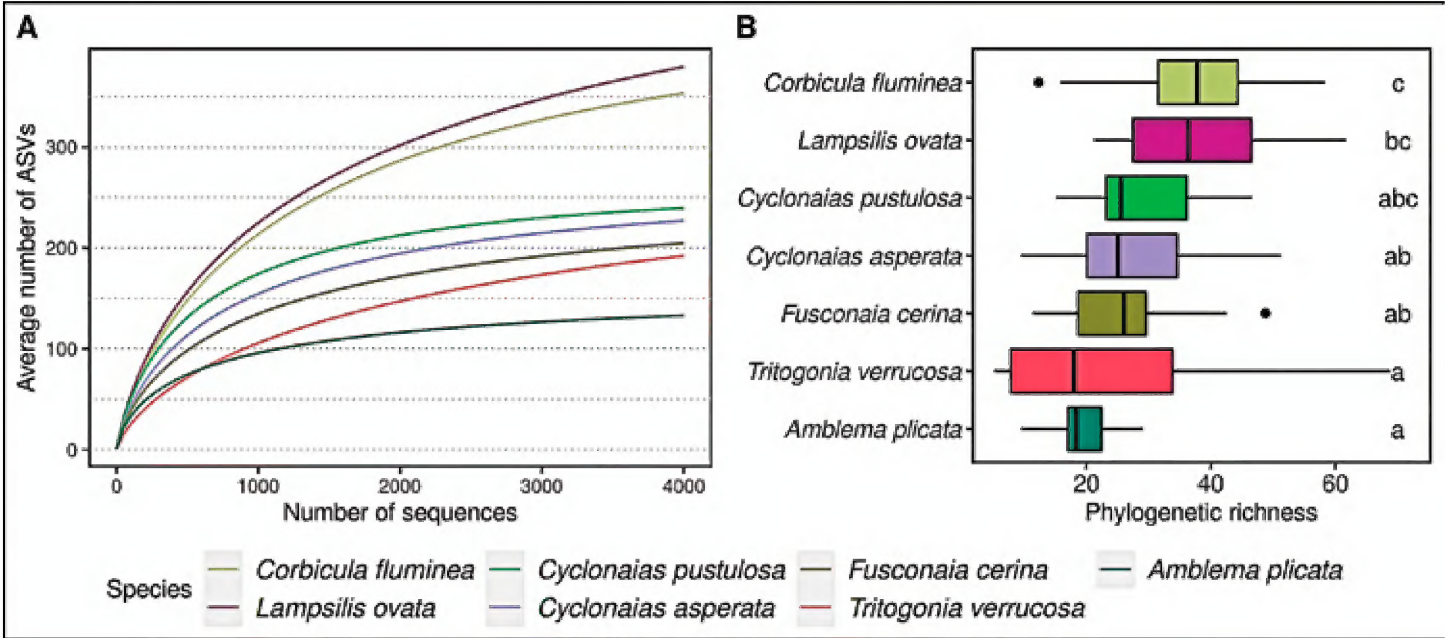 A
Average number of ASVs
300
200
100
0
0 1000 2000 3000 4000
Number of sequences
B
Corbicula fluminea c
Lampsilis ovata bc
Cyclonaias pustulosa abc
Cyclonaias asperata ab
Fusconaia cerina ab
Tritogonia verrucosa a
Amblema plicata a
20 40 60
Phylogenetic richness
Species
Corbicula fluminea Cyclonaias pustulosa Fusconaia cerina Amblema plicata
Lampsilis ovata Cyclonaias asperata Tritogonia verrucosa